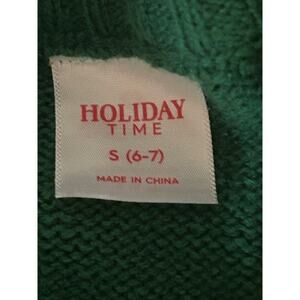 HOLIDAY
TIME
S (6-7)
MADE IN CHINA